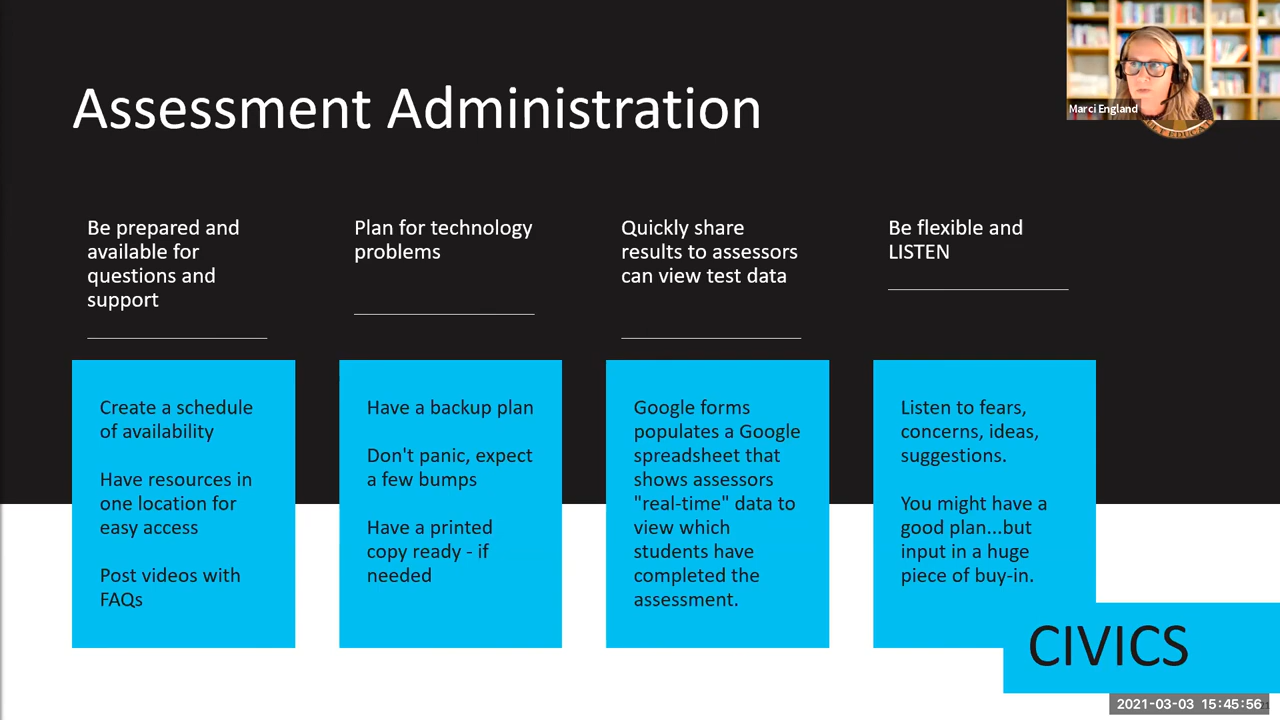 Assessment Administration
Marci England
Be prepared and
available for
questions and
support
Plan for technology
problems
Quickly share
results to assessors
can view test data
Be flexible and
LISTEN
Create a schedule
of availability
Have resources in
one location for
easy access
Post videos with
FAQs
Have a backup plan
Don't panic, expect
a few bumps
Have a printed
copy ready - if
needed
Google forms
populates a Google
spreadsheet that
shows assessors
"real-time" data to
view which
students have
completed the
assessment.
Listen to fears,
concerns, ideas,
suggestions.
You might have a
good plan...but
input in a huge
piece of buy-in.
CIVICS
2021-03-03 15:45:56